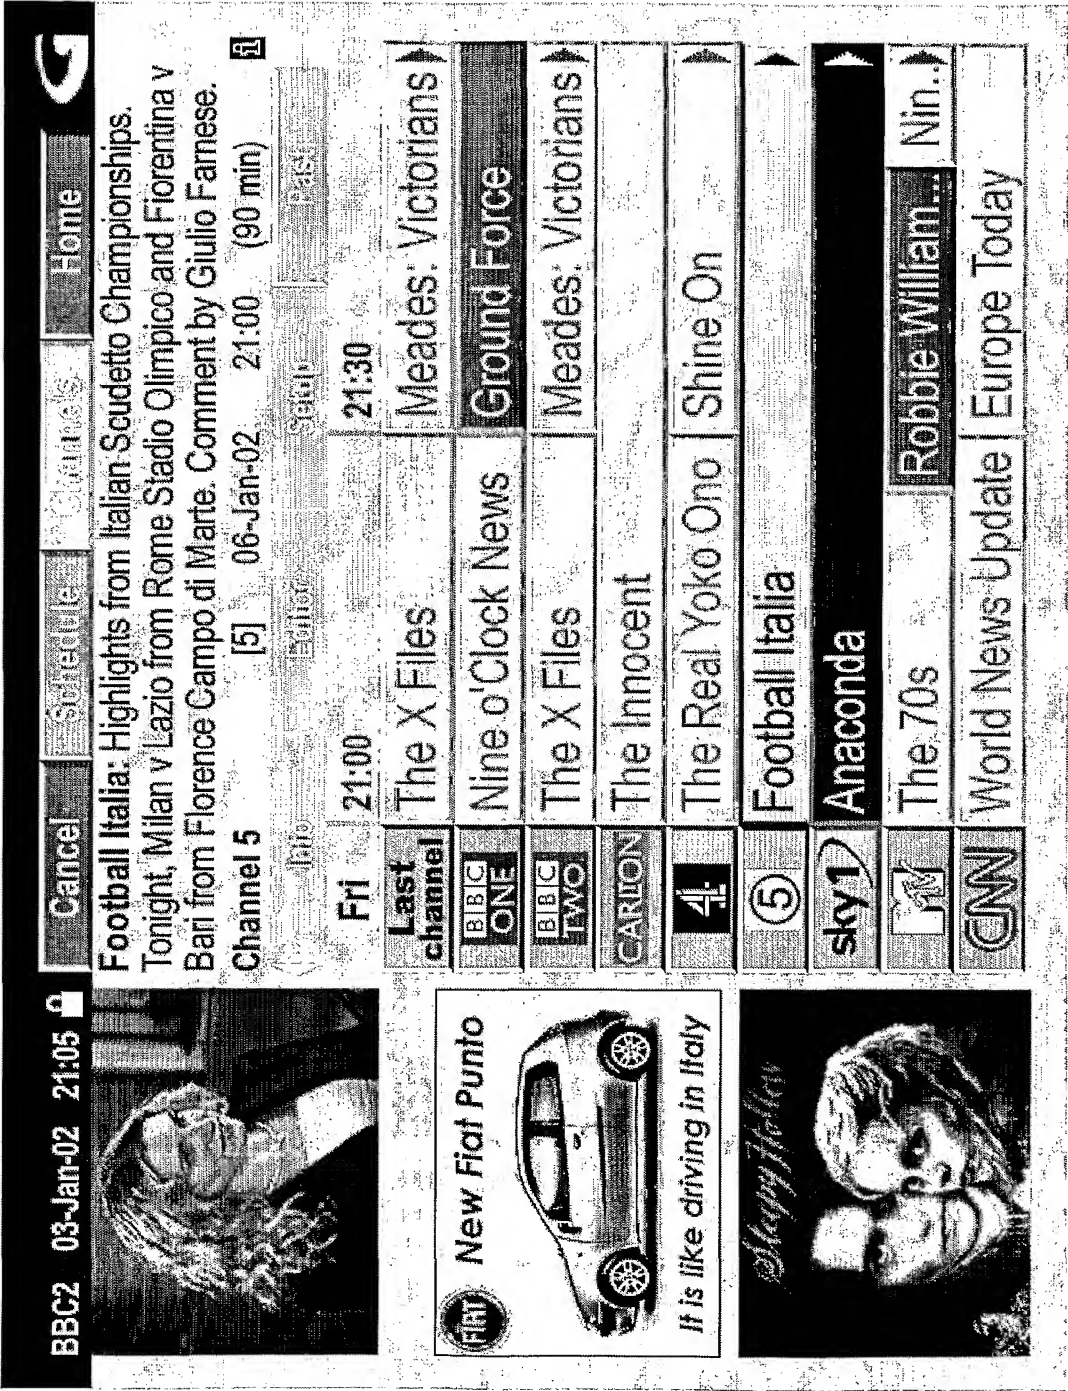 BBC2 03-Jan-02 21:05
Cancel Schedule Channels Home
Football Italia: Highlights from Italian Scudetto Championships.
Tonight, Milan v Lazio from Rome Stadio Olimpico and Fiorentina v
Bari from Florence Campo di Marte. Comment by Giulio Farnese.
Channel 5 [5] 06-Jan-02 21:00 (90 min) i
Info Editor Setup Past
Fri 21:00 21:30
Last
channel The X Files Meades: Victorians
BBC
ONE Nine o'Clock News Ground Force
BBC
TWO The X Files Meades: Victorians
CARLTON The Innocent
4 The Real Yoko Ono Shine On
5 Football Italia
sky1 Anaconda
MTV The 70s Robbie William... Nin...
CNN World News Update Europe Today
FIAT New Fiat Punto
It is like driving in Italy